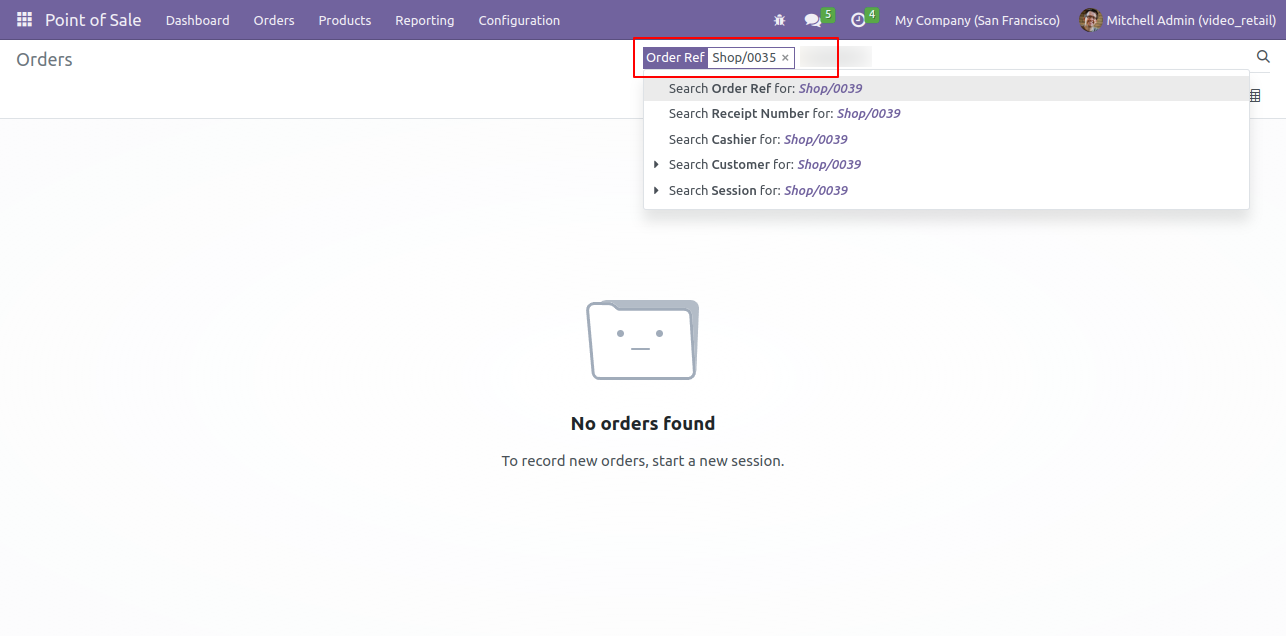 Point of Sale Dashboard Orders Products Reporting Configuration 5 4 My Company (San Francisco) Mitchell Admin (video_retail)
Orders
Order Ref Shop/0035 ×
Search Order Ref for: Shop/0039
Search Receipt Number for: Shop/0039
Search Cashier for: Shop/0039
Search Customer for: Shop/0039
Search Session for: Shop/0039
No orders found
To record new orders, start a new session.